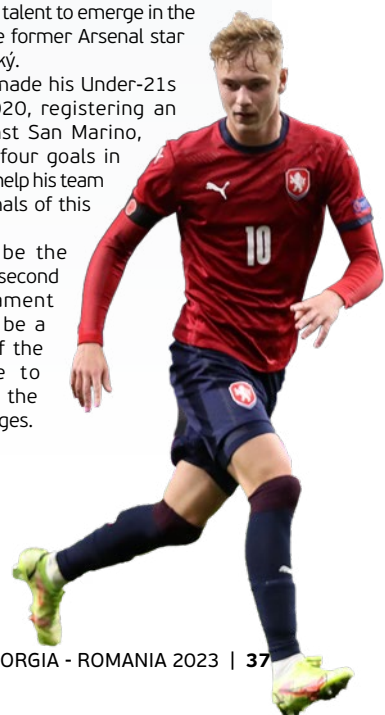 talent to emerge in the
former Arsenal star
ký.
made his Under-21s
020, registering an
st San Marino,
four goals in
help his team
nals of this
be the
second
ament
be a
f the
e to
the
ges.
10
ORGIA - ROMANIA 2023 | 37